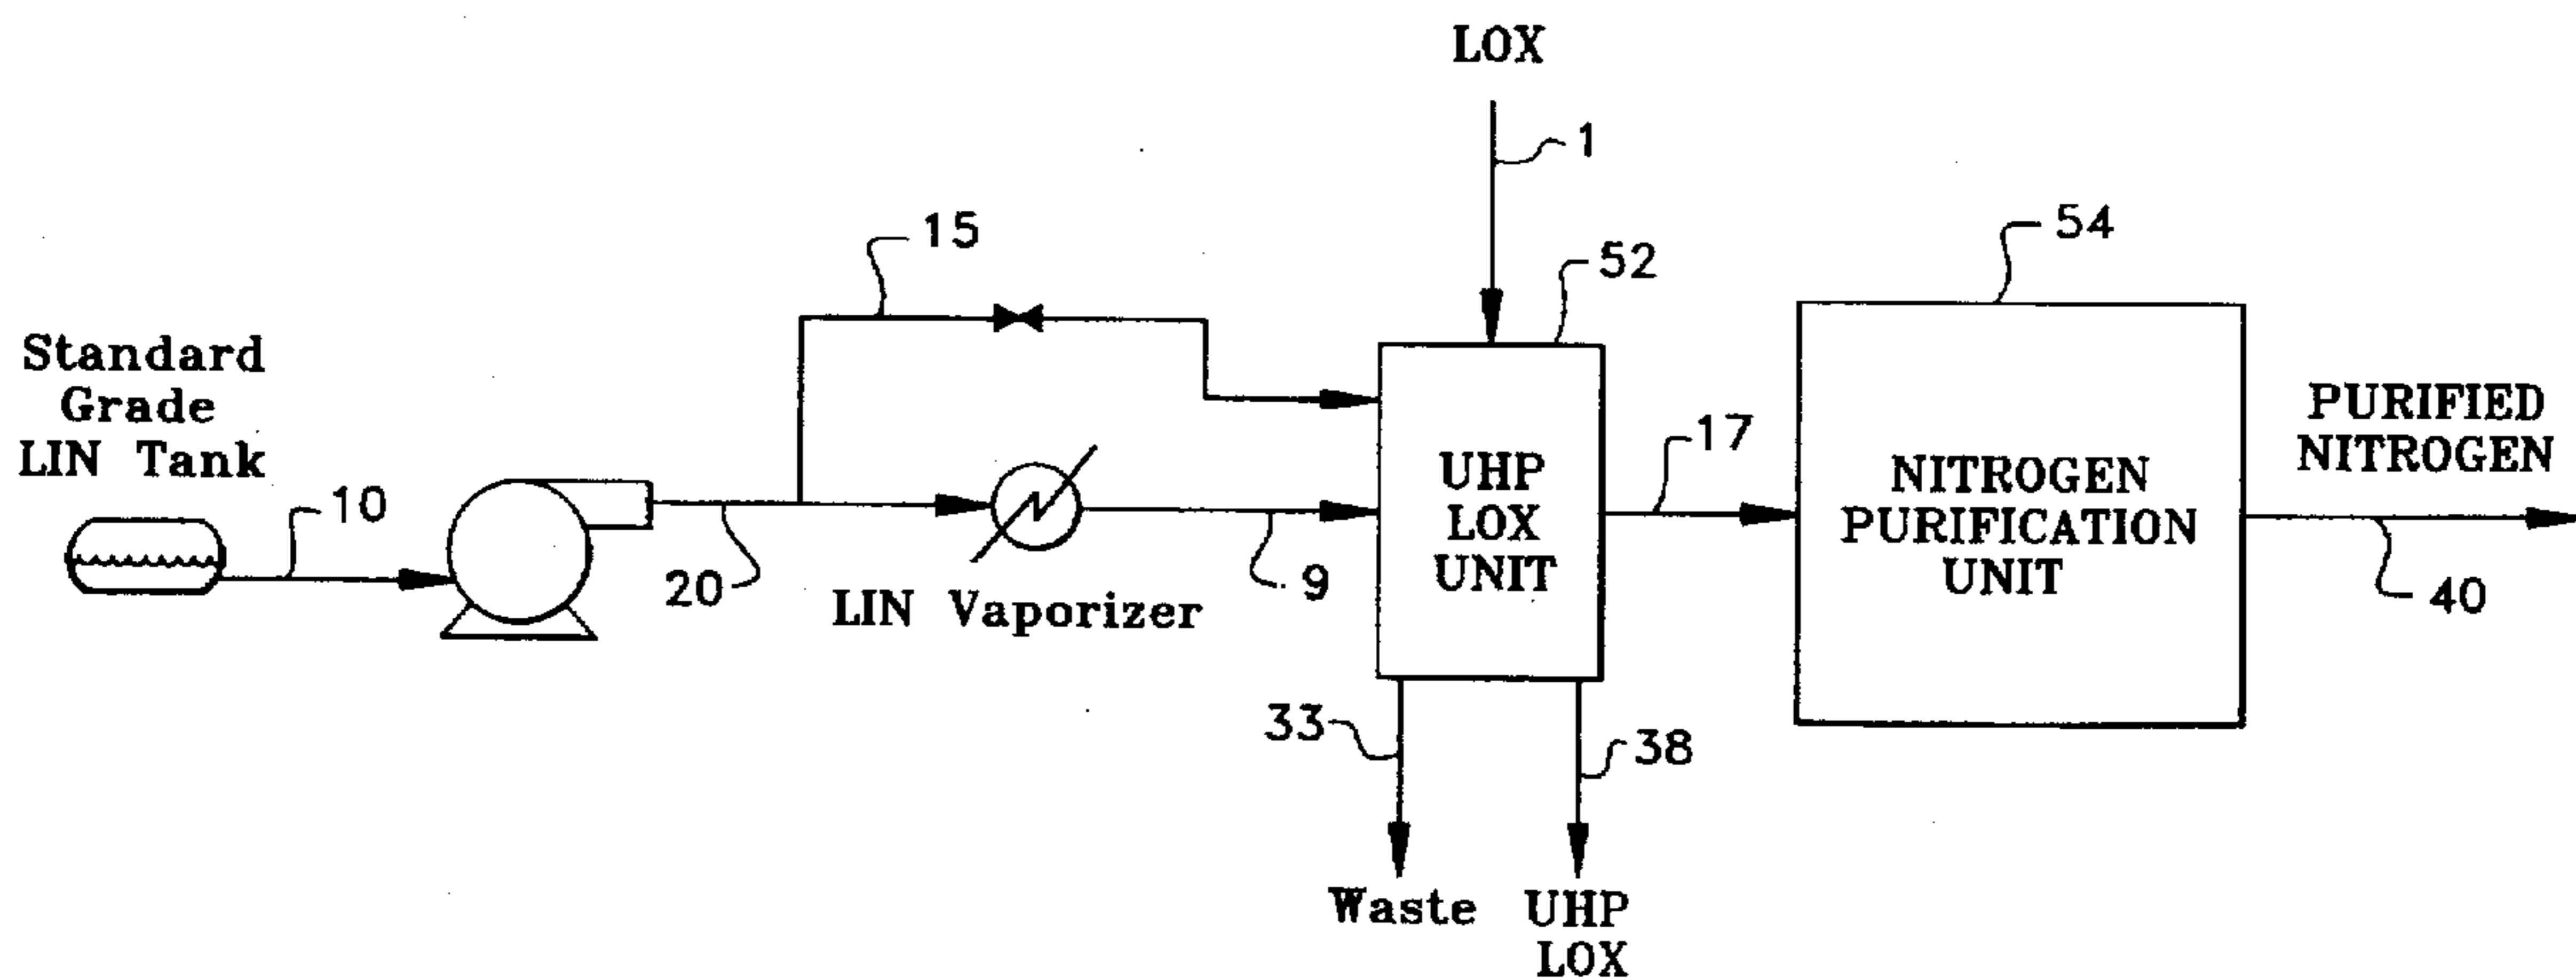 LOX
1
15
52
54
Standard
Grade
LIN Tank
10
20
LIN Vaporizer
9
UHP
LOX
UNIT
17
NITROGEN
PURIFICATION
UNIT
PURIFIED
NITROGEN
40
33
38
Waste
UHP
LOX